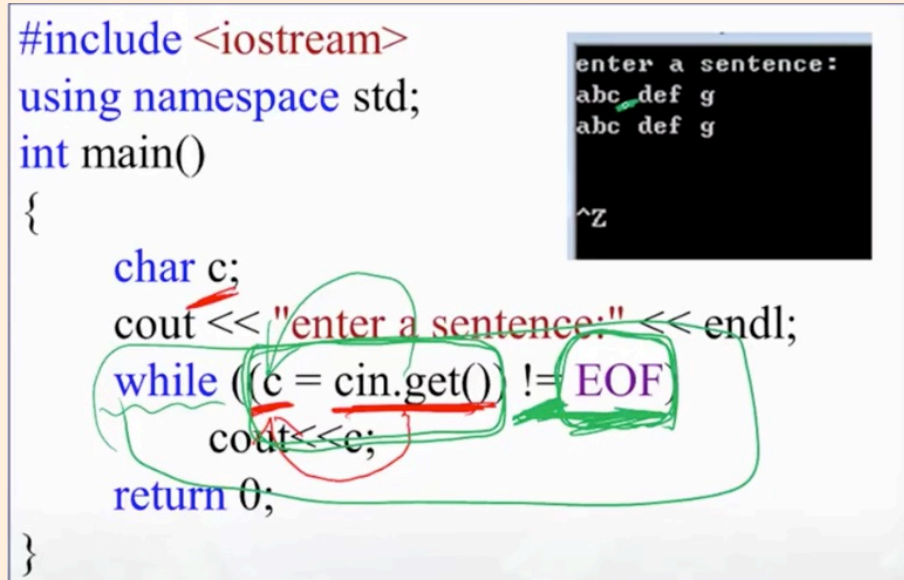 #include <iostream>
using namespace std;
int main()
{
char c;
cout << "enter a sentence:" << endl;
while ((c = cin.get()) != EOF)
cout<<c;
return 0;
}
enter a sentence:
abc def g
abc def g
^Z